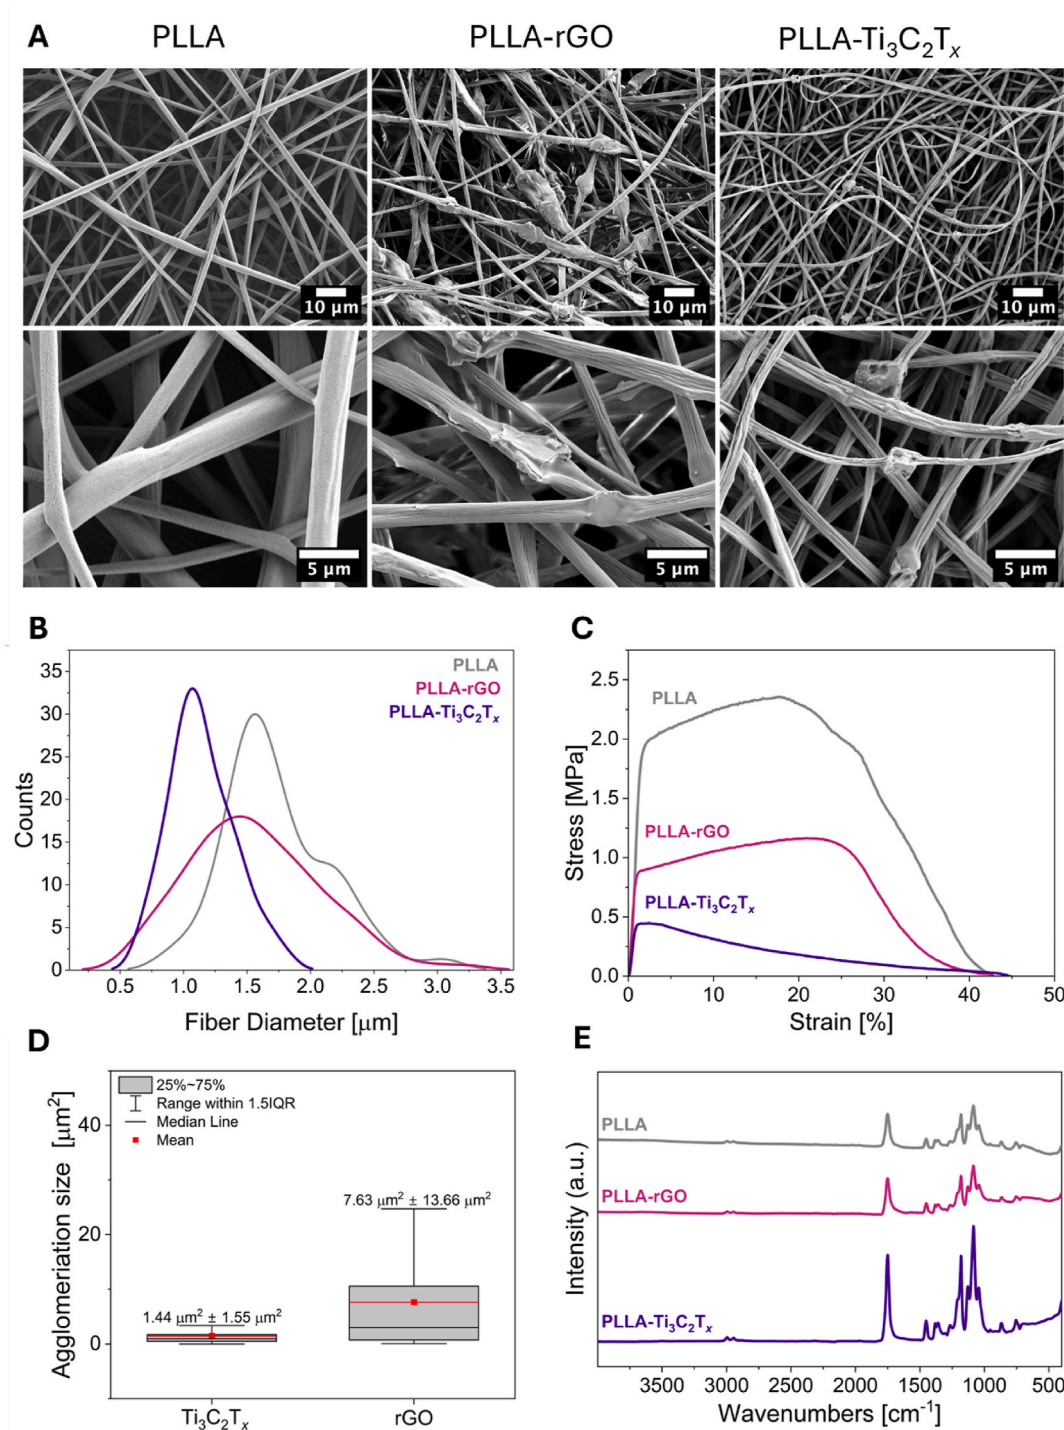 A
PLLA
PLLA-rGO
PLLA-Ti₃C₂Tₓ
10 µm
10 µm
10 µm
5 µm
5 µm
5 µm
B
35
30
25
20
15
10
5
0
Counts
PLLA
PLLA-rGO
PLLA-Ti₃C₂Tₓ
0.5
1.0
1.5
2.0
2.5
3.0
3.5
Fiber Diameter [µm]
C
2.5
2.0
1.5
1.0
0.5
0.0
Stress [MPa]
PLLA
PLLA-rGO
PLLA-Ti₃C₂Tₓ
0
10
20
30
40
50
Strain [%]
D
25%~75%
Range within 1.5IQR
Median Line
Mean
40
20
0
Agglomeriation size [µm²]
1.44 µm² ± 1.55 µm²
7.63 µm² ± 13.66 µm²
Ti₃C₂Tₓ
rGO
E
Intensity (a.u.)
PLLA
PLLA-rGO
PLLA-Ti₃C₂Tₓ
3500
3000
2500
2000
1500
1000
500
Wavenumbers [cm⁻¹]